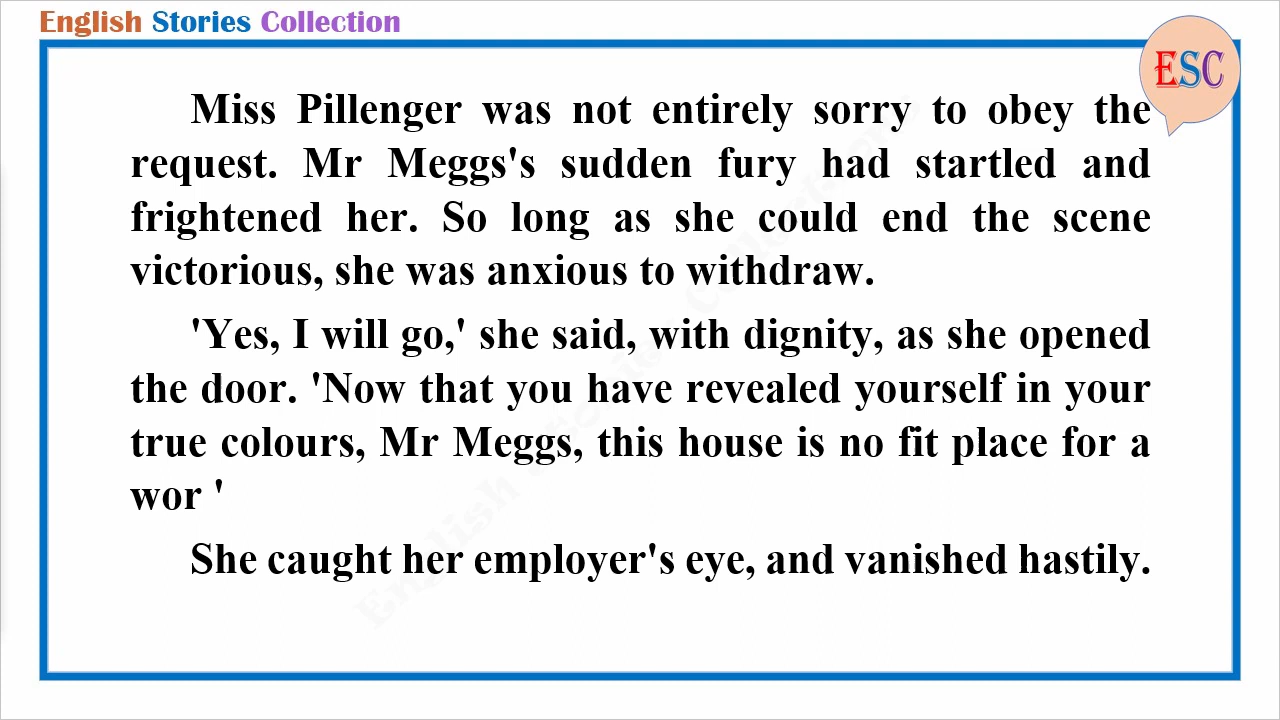 English Stories Collection
ESC
Miss Pillenger was not entirely sorry to obey the
request. Mr Meggs's sudden fury had startled and
frightened her. So long as she could end the scene
victorious, she was anxious to withdraw.
'Yes, I will go,' she said, with dignity, as she opened
the door. 'Now that you have revealed yourself in your
true colours, Mr Meggs, this house is no fit place for a
wor '
She caught her employer's eye, and vanished hastily.
English Stories Collection